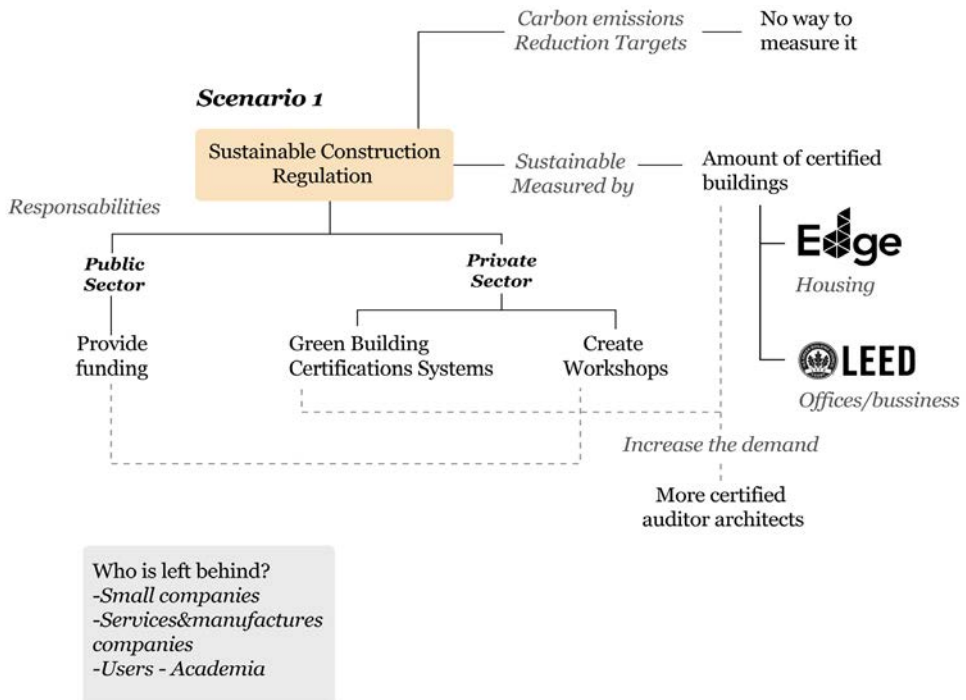 Carbon emissions
Reduction Targets
No way to
measure it
Scenario 1
Sustainable Construction
Regulation
Sustainable
Measured by
Amount of certified
buildings
Responsabilities
Public
Sector
Private
Sector
Edge
Housing
Provide
funding
Green Building
Certifications Systems
Create
Workshops
LEED
Offices/bussiness
Increase the demand
More certified
auditor architects
Who is left behind?
-Small companies
-Services&manufactures
companies
-Users - Academia